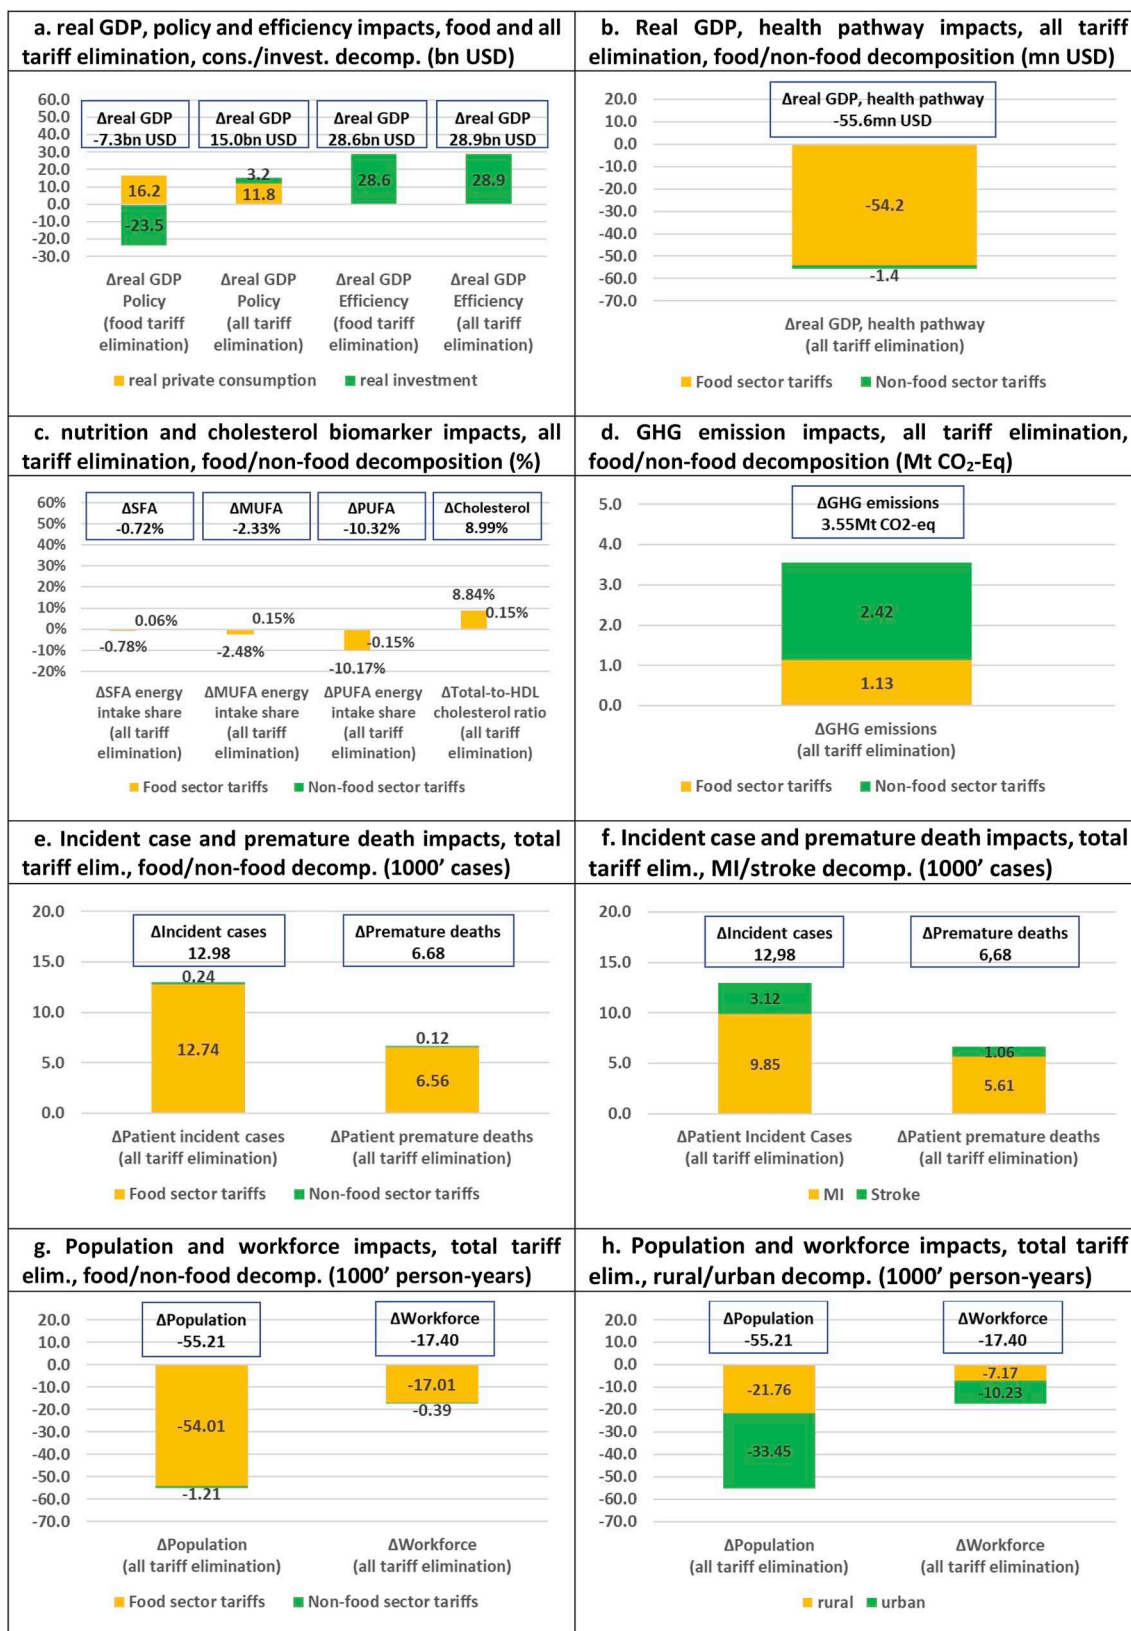 a. real GDP, policy and efficiency impacts, food and all
tariff elimination, cons./invest. decomp. (bn USD)
60.0
50.0
40.0
30.0
20.0
10.0
0.0
-10.0
-20.0
-30.0
Δreal GDP
-7.3bn USD
Δreal GDP
15.0bn USD
Δreal GDP
28.6bn USD
Δreal GDP
28.9bn USD
16.2
-23.5
3.2
11.8
28.6
28.9
Δreal GDP
Policy
(food tariff
elimination)
Δreal GDP
Policy
(all tariff
elimination)
Δreal GDP
Efficiency
(food tariff
elimination)
Δreal GDP
Efficiency
(all tariff
elimination)
real private consumption
real investment
b. Real GDP, health pathway impacts, all tariff
elimination, food/non-food decomposition (mn USD)
20.0
10.0
0.0
-10.0
-20.0
-30.0
-40.0
-50.0
-60.0
-70.0
Δreal GDP, health pathway
-55.6mn USD
-54.2
-1.4
Δreal GDP, health pathway
(all tariff elimination)
Food sector tariffs
Non-food sector tariffs
c. nutrition and cholesterol biomarker impacts, all
tariff elimination, food/non-food decomposition (%)
60%
50%
40%
30%
20%
10%
0%
-10%
-20%
ΔSFA
-0.72%
ΔMUFA
-2.33%
ΔPUFA
-10.32%
ΔCholesterol
8.99%
0.06%
-0.78%
0.15%
-2.48%
-0.15%
-10.17%
8.84%
0.15%
ΔSFA energy
intake share
(all tariff
elimination)
ΔMUFA energy
intake share
(all tariff
elimination)
ΔPUFA energy
intake share
(all tariff
elimination)
ΔTotal-to-HDL
cholesterol ratio
(all tariff
elimination)
Food sector tariffs
Non-food sector tariffs
d. GHG emission impacts, all tariff elimination,
food/non-food decomposition (Mt CO₂-Eq)
5.0
4.0
3.0
2.0
1.0
0.0
ΔGHG emissions
3.55Mt CO2-eq
2.42
1.13
ΔGHG emissions
(all tariff elimination)
Food sector tariffs
Non-food sector tariffs
e. Incident case and premature death impacts, total
tariff elim., food/non-food decomp. (1000’ cases)
20.0
15.0
10.0
5.0
0.0
ΔIncident cases
12.98
ΔPremature deaths
6.68
0.24
12.74
0.12
6.56
ΔPatient incident cases
(all tariff elimination)
ΔPatient premature deaths
(all tariff elimination)
Food sector tariffs
Non-food sector tariffs
f. Incident case and premature death impacts, total
tariff elim., MI/stroke decomp. (1000’ cases)
20.0
15.0
10.0
5.0
0.0
ΔIncident cases
12,98
ΔPremature deaths
6,68
3.12
9.85
1.06
5.61
ΔPatient Incident Cases
(all tariff elimination)
ΔPatient premature deaths
(all tariff elimination)
MI
Stroke
g. Population and workforce impacts, total tariff
elim., food/non-food decomp. (1000’ person-years)
20.0
10.0
0.0
-10.0
-20.0
-30.0
-40.0
-50.0
-60.0
-70.0
ΔPopulation
-55.21
ΔWorkforce
-17.40
-54.01
-1.21
-17.01
-0.39
ΔPopulation
(all tariff elimination)
ΔWorkforce
(all tariff elimination)
Food sector tariffs
Non-food sector tariffs
h. Population and workforce impacts, total tariff
elim., rural/urban decomp. (1000’ person-years)
20.0
10.0
0.0
-10.0
-20.0
-30.0
-40.0
-50.0
-60.0
-70.0
ΔPopulation
-55.21
ΔWorkforce
-17.40
-21.76
-33.45
-7.17
-10.23
ΔPopulation
(all tariff elimination)
ΔWorkforce
(all tariff elimination)
rural
urban